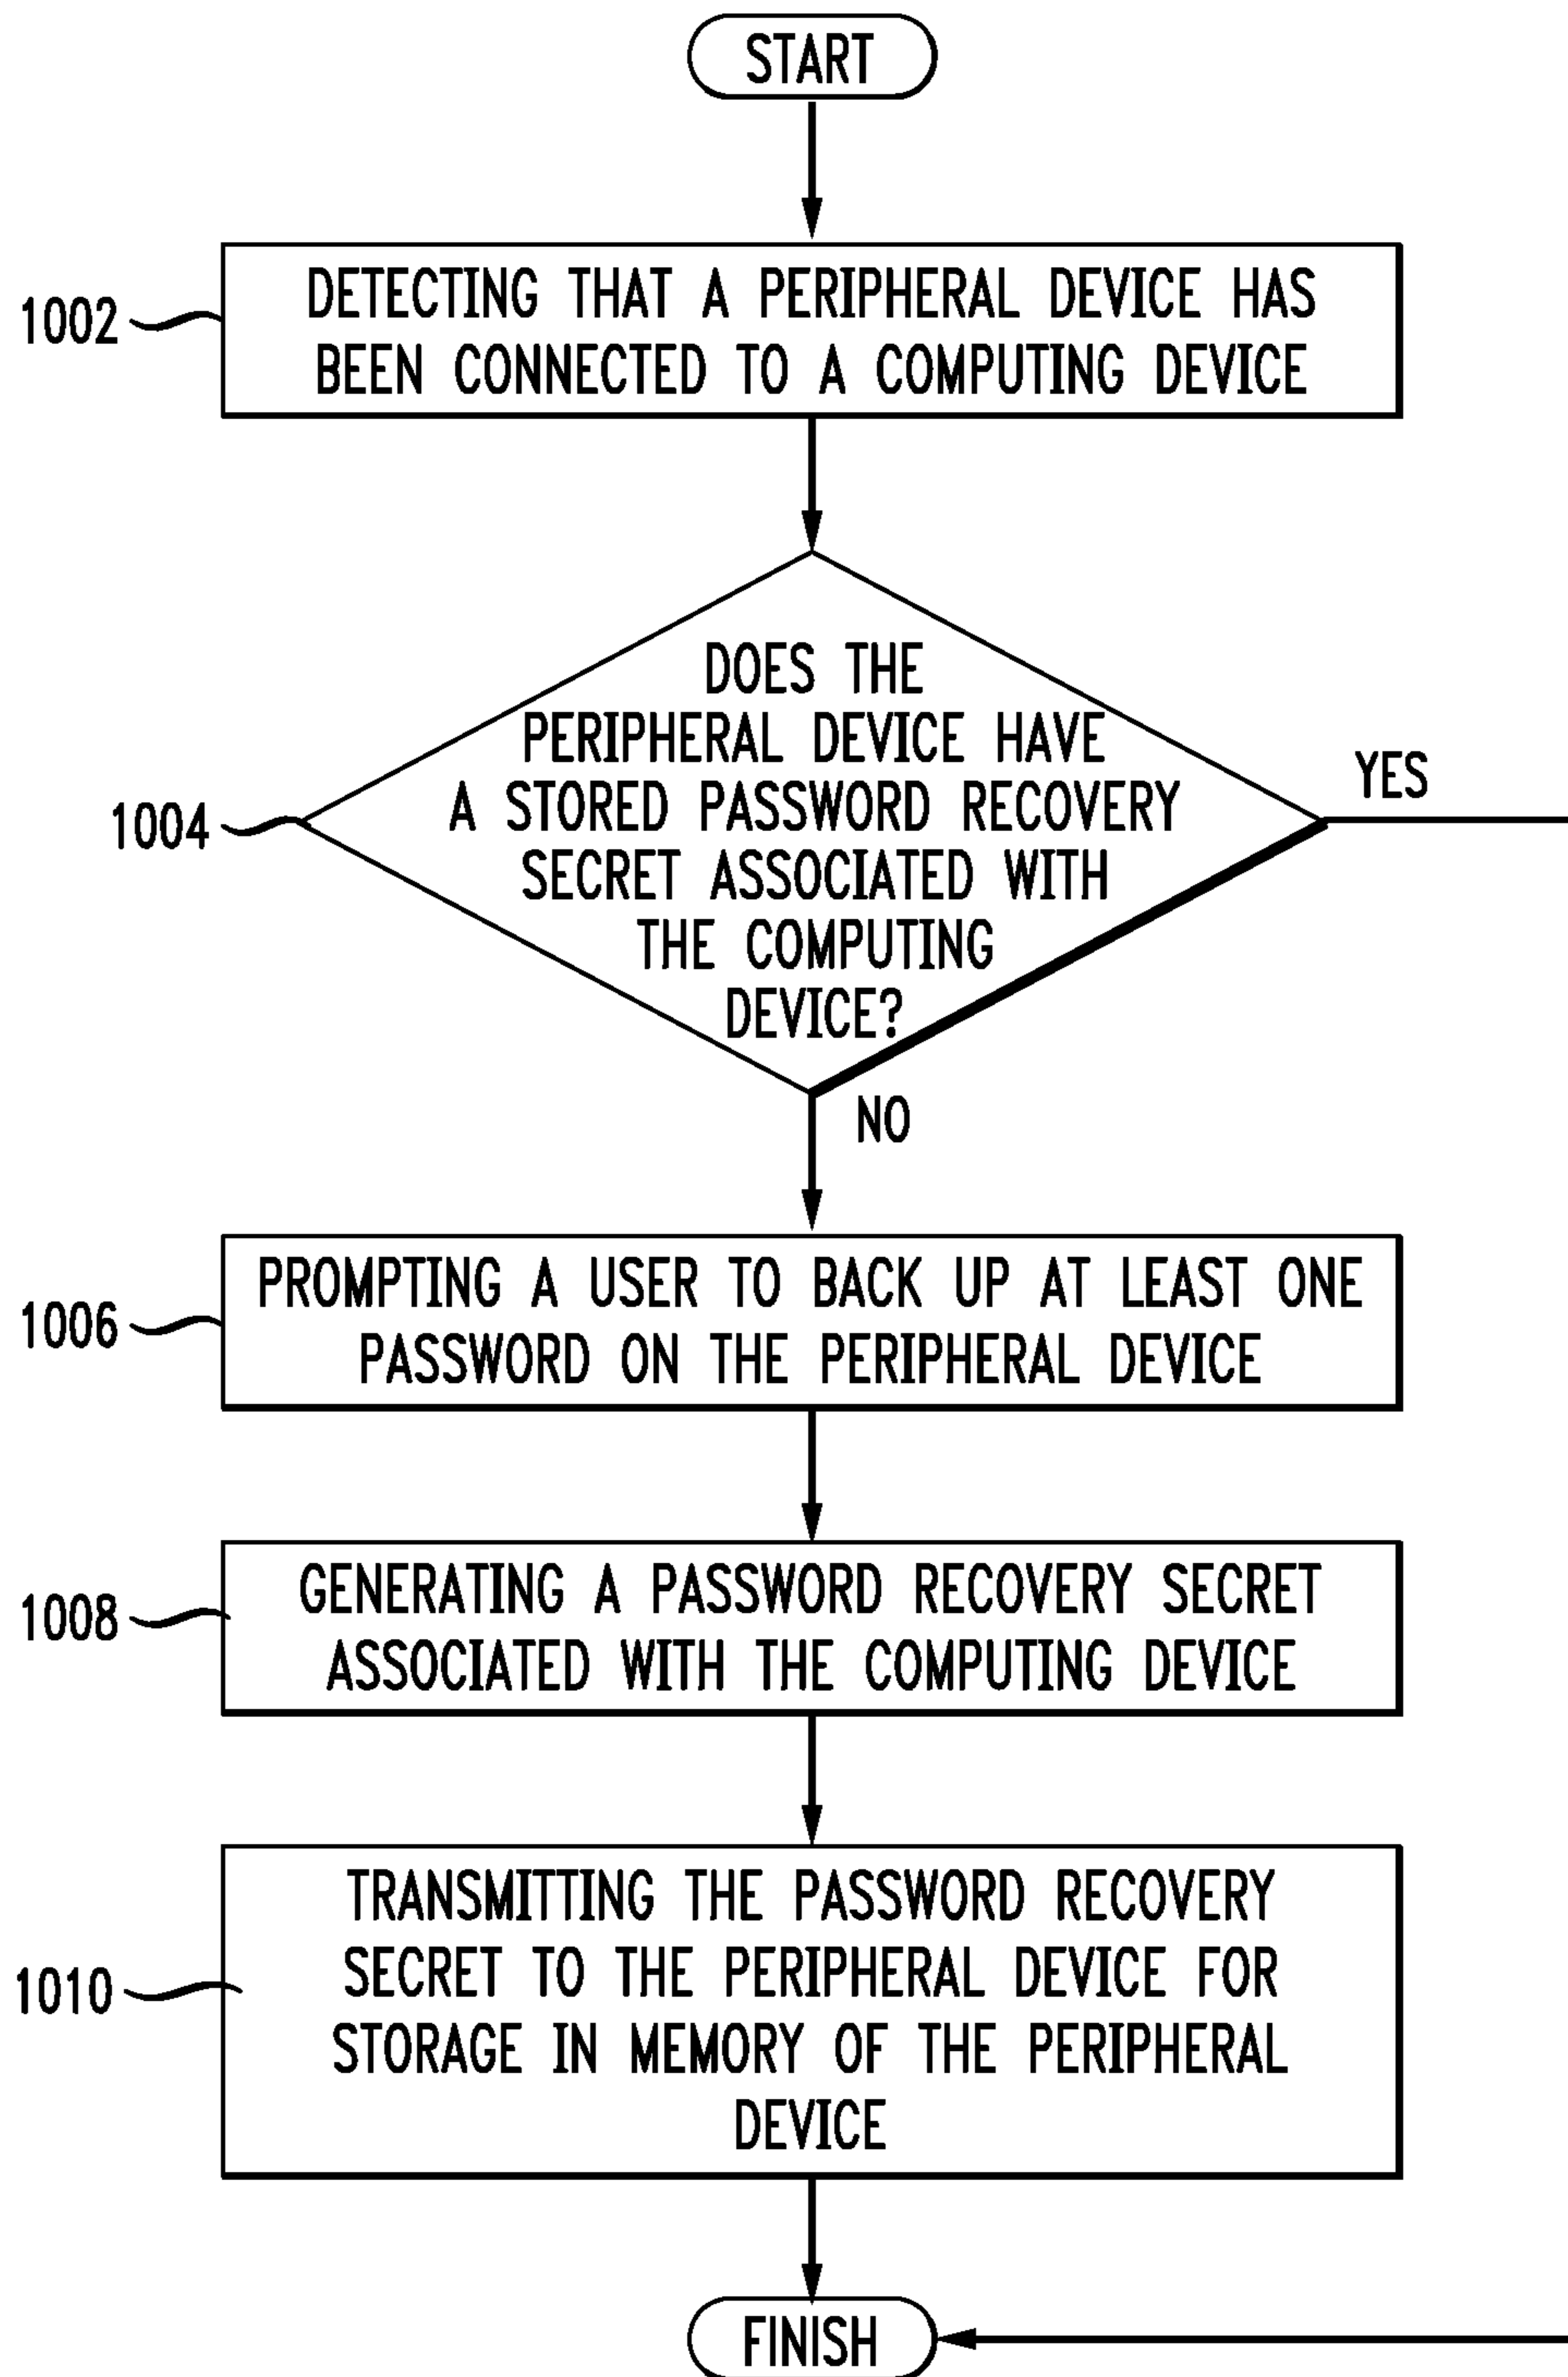 START
1002
DETECTING THAT A PERIPHERAL DEVICE HAS
BEEN CONNECTED TO A COMPUTING DEVICE
1004
DOES THE
PERIPHERAL DEVICE HAVE
A STORED PASSWORD RECOVERY
SECRET ASSOCIATED WITH
THE COMPUTING
DEVICE?
YES
NO
1006
PROMPTING A USER TO BACK UP AT LEAST ONE
PASSWORD ON THE PERIPHERAL DEVICE
1008
GENERATING A PASSWORD RECOVERY SECRET
ASSOCIATED WITH THE COMPUTING DEVICE
1010
TRANSMITTING THE PASSWORD RECOVERY
SECRET TO THE PERIPHERAL DEVICE FOR
STORAGE IN MEMORY OF THE PERIPHERAL
DEVICE
FINISH